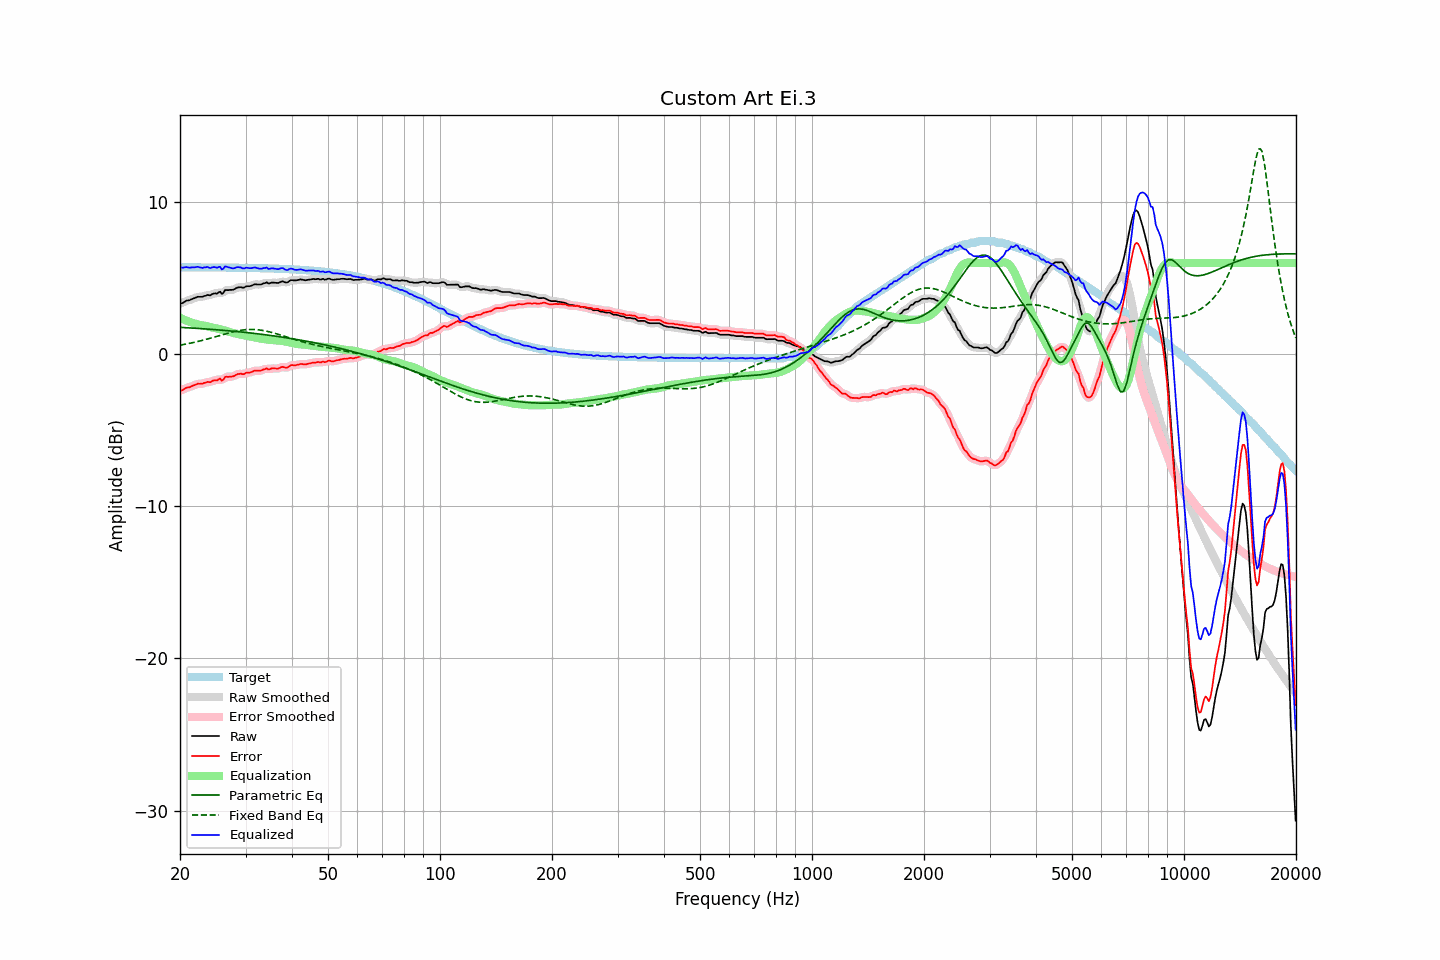 Custom Art Ei.3
Amplitude (dBr)
10
0
−10
−20
−30
Target
Raw Smoothed
Error Smoothed
Raw
Error
Equalization
Parametric Eq
Fixed Band Eq
Equalized
20 50 100 200 500 1000 2000 5000 10000 20000
Frequency (Hz)